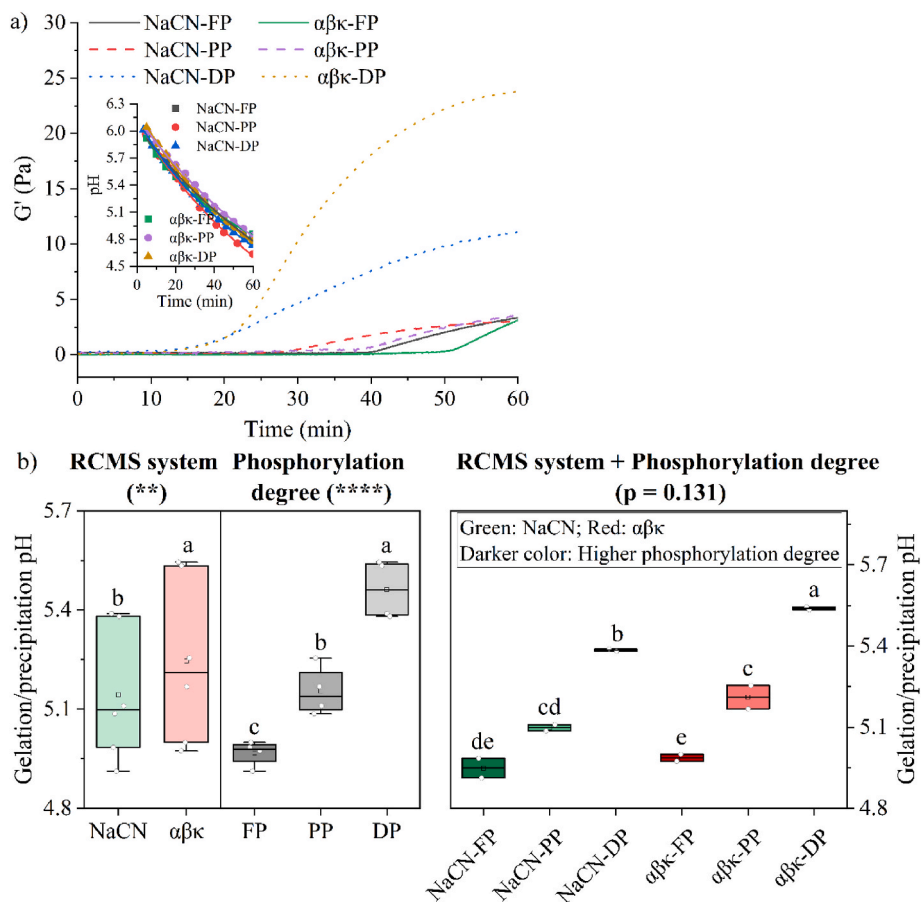 a)
30
25
20
15
10
5
0
G' (Pa)
NaCN-FP
αβκ-FP
NaCN-PP
αβκ-PP
NaCN-DP
αβκ-DP
6.3
6.0
5.7
5.4
5.1
4.8
4.5
pH
NaCN-FP
NaCN-PP
NaCN-DP
αβκ-FP
αβκ-PP
αβκ-DP
0 20 40 60
Time (min)
0 10 20 30 40 50 60
Time (min)
b)
RCMS system
(**)
Phosphorylation
degree (****)
RCMS system + Phosphorylation degree
(p = 0.131)
5.7
5.4
5.1
4.8
Gelation/precipitation pH
b
a
c
b
a
NaCN αβκ FP PP DP
Green: NaCN; Red: αβκ
Darker color: Higher phosphorylation degree
de
cd
b
e
c
a
5.7
5.4
5.1
4.8
Gelation/precipitation pH
NaCN-FP
NaCN-PP
NaCN-DP
αβκ-FP
αβκ-PP
αβκ-DP